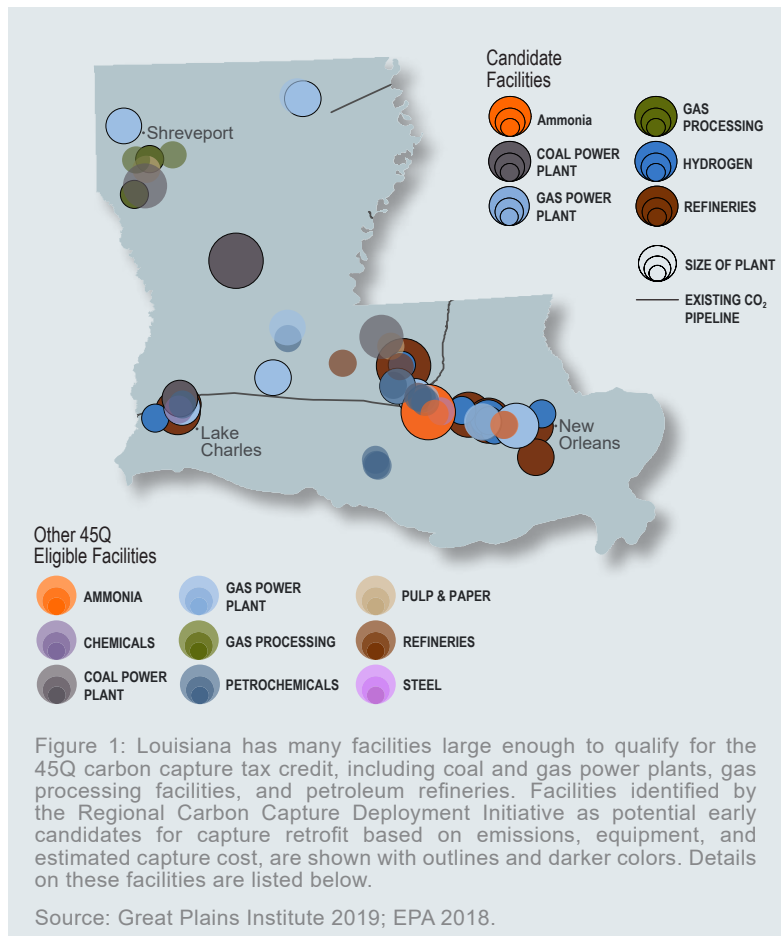 Candidate
Facilities
Ammonia
COAL POWER
PLANT
GAS POWER
PLANT
GAS
PROCESSING
HYDROGEN
REFINERIES
SIZE OF PLANT
EXISTING CO₂
PIPELINE
Shreveport
Lake
Charles
New
Orleans
Other 45Q
Eligible Facilities
AMMONIA
CHEMICALS
COAL POWER
PLANT
GAS POWER
PLANT
GAS PROCESSING
PETROCHEMICALS
PULP & PAPER
REFINERIES
STEEL
Figure 1: Louisiana has many facilities large enough to qualify for the
45Q carbon capture tax credit, including coal and gas power plants, gas
processing facilities, and petroleum refineries. Facilities identified by
the Regional Carbon Capture Deployment Initiative as potential early
candidates for capture retrofit based on emissions, equipment, and
estimated capture cost, are shown with outlines and darker colors. Details
on these facilities are listed below.
Source: Great Plains Institute 2019; EPA 2018.